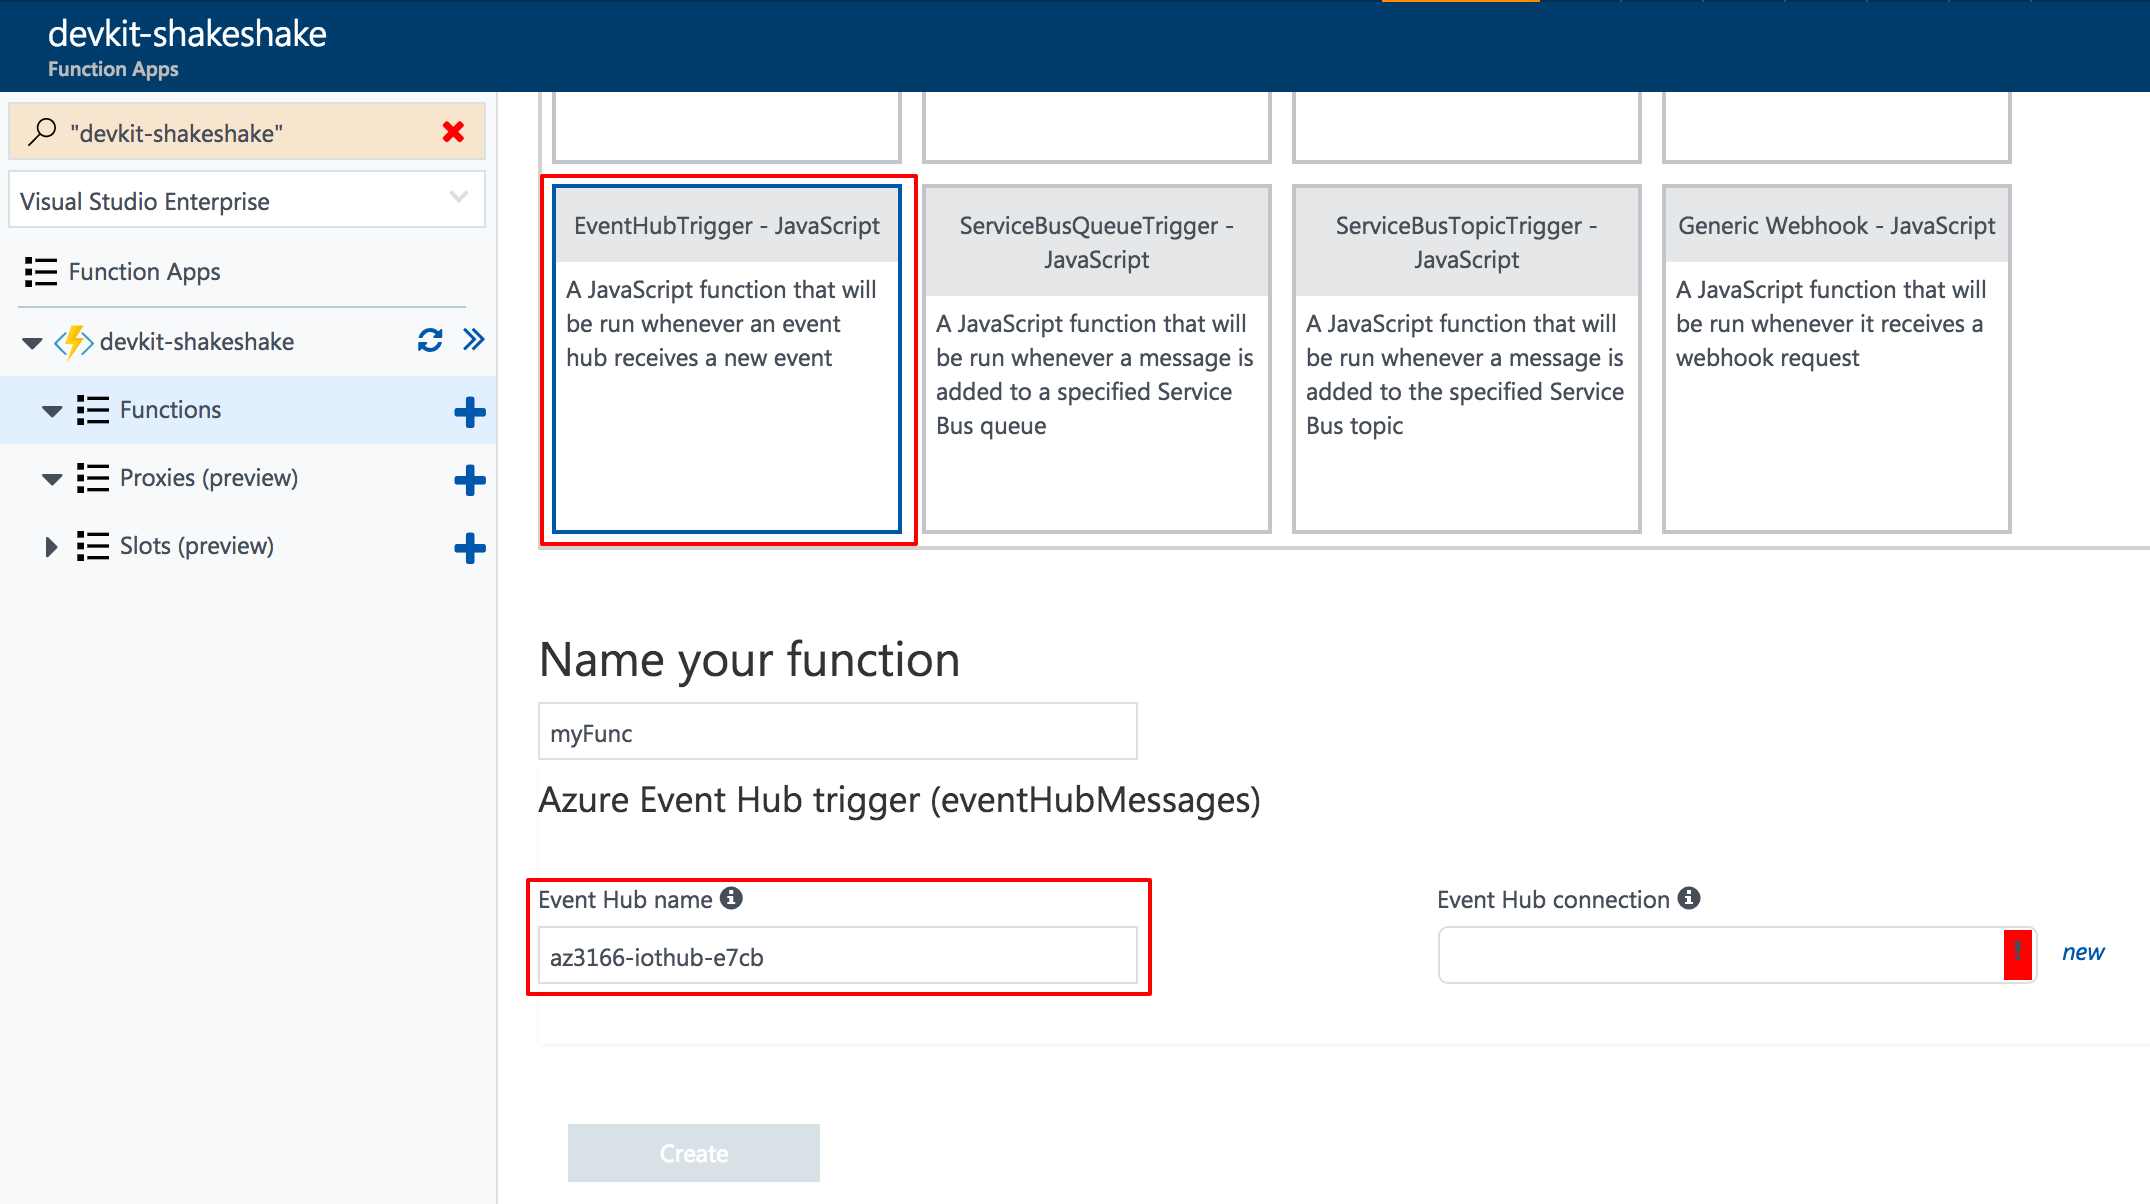 devkit-shakeshake
Function Apps
"devkit-shakeshake"
Visual Studio Enterprise
Function Apps
devkit-shakeshake
Functions
Proxies (preview)
Slots (preview)
EventHubTrigger - JavaScript
A JavaScript function that will
be run whenever an event
hub receives a new event
ServiceBusQueueTrigger -
JavaScript
A JavaScript function that will
be run whenever a message is
added to a specified Service
Bus queue
ServiceBusTopicTrigger -
JavaScript
A JavaScript function that will
be run whenever a message is
added to the specified Service
Bus topic
Generic Webhook - JavaScript
A JavaScript function that will
be run whenever it receives a
webhook request
Name your function
myFunc
Azure Event Hub trigger (eventHubMessages)
Event Hub name
az3166-iothub-e7cb
Event Hub connection
new
Create